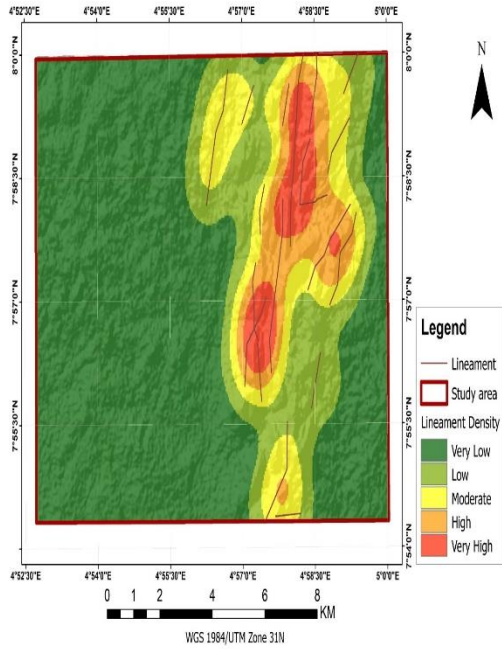 4°52'30"E 4°54'0"E 4°55'30"E 4°57'0"E 4°58'30"E 5°0'0"E
8°0'0"N 8°0'0"N
7°58'30"N 7°58'30"N
7°57'0"N 7°57'0"N
7°55'30"N 7°55'30"N
7°54'0"N
4°52'30"E 4°54'0"E 4°55'30"E 4°57'0"E 4°58'30"E 5°0'0"E
N
Legend
Lineament
Study area
Lineament Density
Very Low
Low
Moderate
High
Very High
0 1 2 4 6 8
KM
WGS 1984/UTM Zone 31N